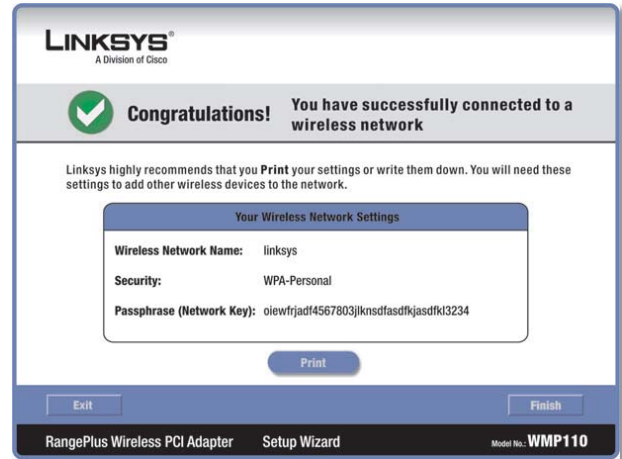 LINKSYS®
A Division of Cisco
Congratulations!
You have successfully connected to a
wireless network
Linksys highly recommends that you Print your settings or write them down. You will need these
settings to add other wireless devices to the network.
Your Wireless Network Settings
Wireless Network Name: linksys
Security: WPA-Personal
Passphrase (Network Key): oiewfrjadf4567803jlknsdfasdfkjasdfkl3234
Print
Exit
Finish
RangePlus Wireless PCI Adapter Setup Wizard Model No.: WMP110